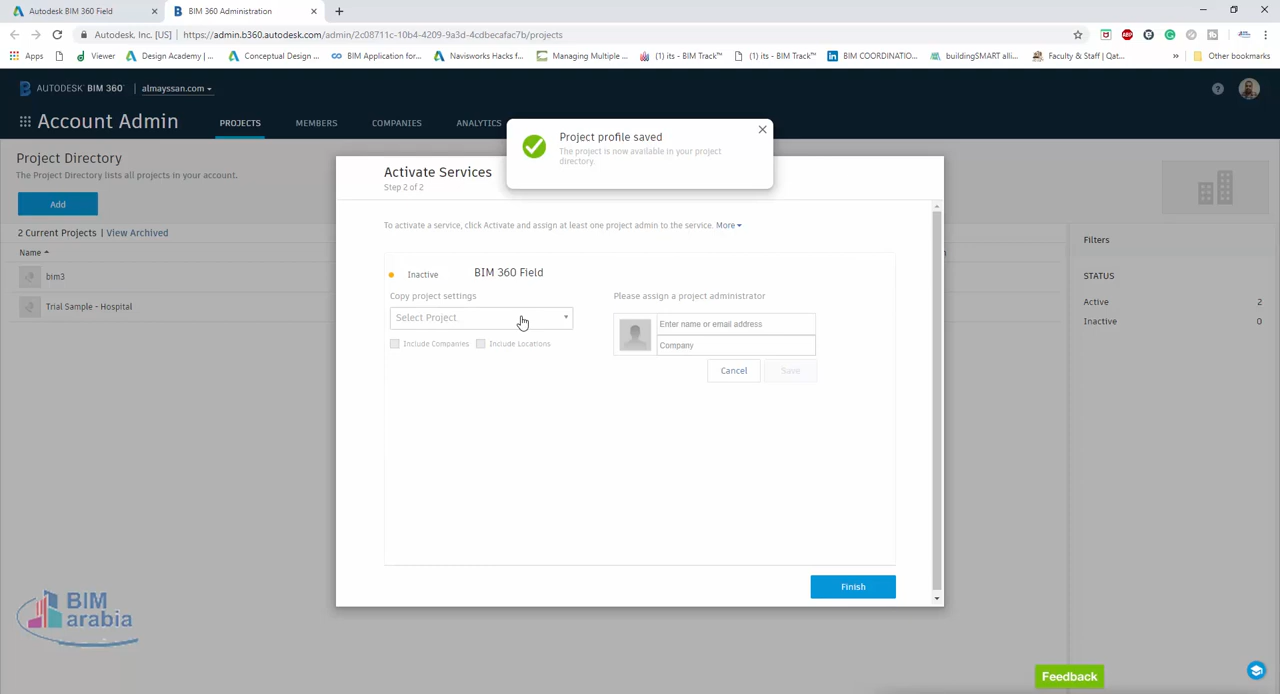 Autodesk BIM 360 Field
BIM 360 Administration
Autodesk, Inc. [US] | https://admin.b360.autodesk.com/admin/2c08711c-10b4-4209-9a3d-4cdbecafac7b/projects
Apps
Viewer
Design Academy | ...
Conceptual Design ...
BIM Application for...
Navisworks Hacks f...
Managing Multiple ...
(1) its - BIM Track™
(1) its - BIM Track™
BIM COORDINATIO...
buildingSMART alli...
Faculty & Staff | Qat...
»
Other bookmarks
AUTODESK BIM 360
almayssan.com
Account Admin
PROJECTS
MEMBERS
COMPANIES
ANALYTICS
Project profile saved
The project is now available in your project
directory.
Project Directory
The Project Directory lists all projects in your account.
Add
2 Current Projects | View Archived
Name
bim3
Trial Sample - Hospital
Activate Services
Step 2 of 2
To activate a service, click Activate and assign at least one project admin to the service. More
Inactive
BIM 360 Field
Copy project settings
Select Project
Include Companies
Include Locations
Please assign a project administrator
Enter name or email address
Company
Cancel
Save
Finish
Filters
STATUS
Active
2
Inactive
0
BIM
arabia
Feedback